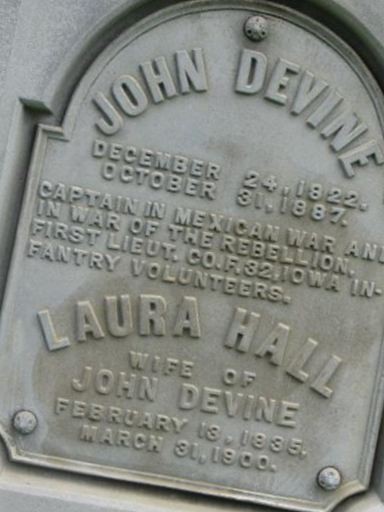 JOHN DEVINE
DECEMBER 24, 1822.
OCTOBER 31, 1887.
CAPTAIN IN MEXICAN WAR AND
IN WAR OF THE REBELLION.
FIRST LIEUT. CO. F. 32, IOWA IN-
FANTRY VOLUNTEERS.
LAURA HALL
WIFE OF
JOHN DEVINE
FEBRUARY 13, 1835.
MARCH 31, 1900.